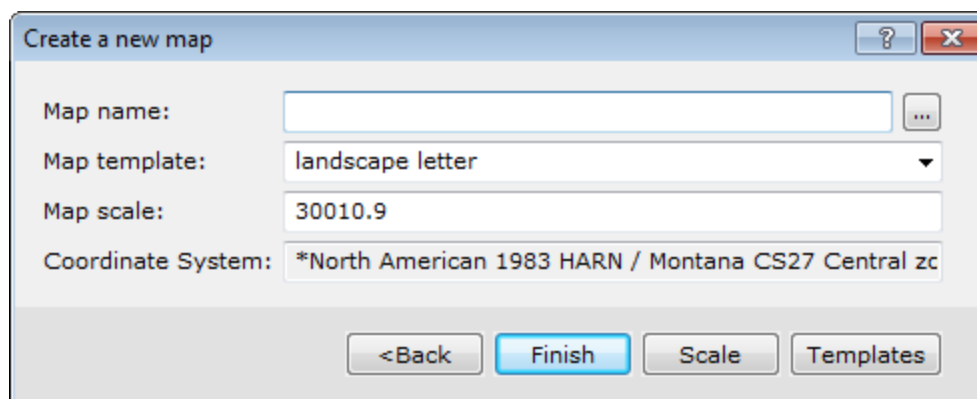 Create a new map
Map name:
...
Map template: landscape letter
Map scale: 30010.9
Coordinate System: *North American 1983 HARN / Montana CS27 Central zc
<Back Finish Scale Templates